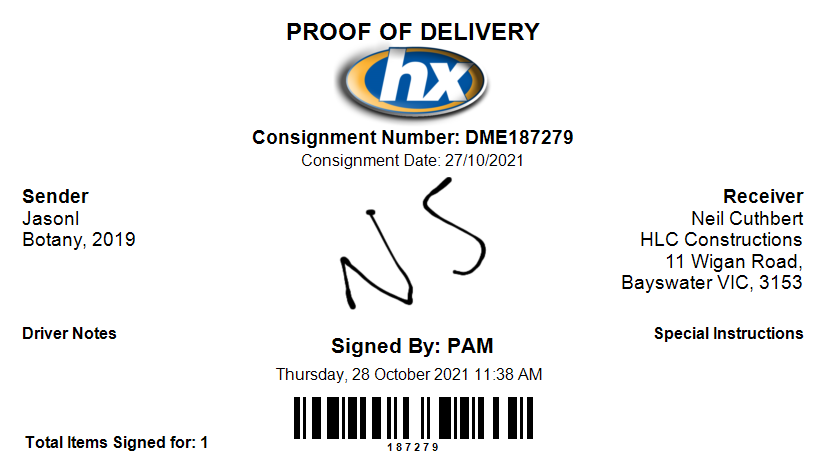 PROOF OF DELIVERY
hx
Consignment Number: DME187279
Consignment Date: 27/10/2021
Sender
JasonI
Botany, 2019
Receiver
Neil Cuthbert
HLC Constructions
11 Wigan Road,
Bayswater VIC, 3153
NS
Driver Notes
Special Instructions
Signed By: PAM
Thursday, 28 October 2021 11:38 AM
187279
Total Items Signed for: 1